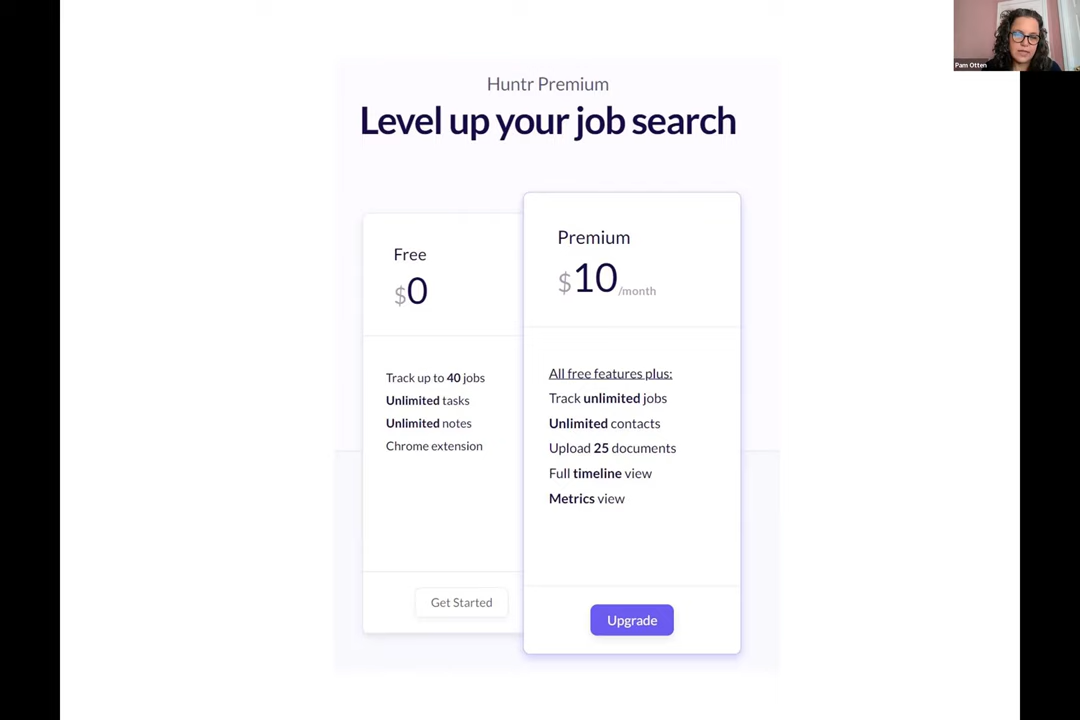 Pam Otten
Huntr Premium
Level up your job search
Free
$0
Track up to 40 jobs
Unlimited tasks
Unlimited notes
Chrome extension
Get Started
Premium
$10/month
All free features plus:
Track unlimited jobs
Unlimited contacts
Upload 25 documents
Full timeline view
Metrics view
Upgrade